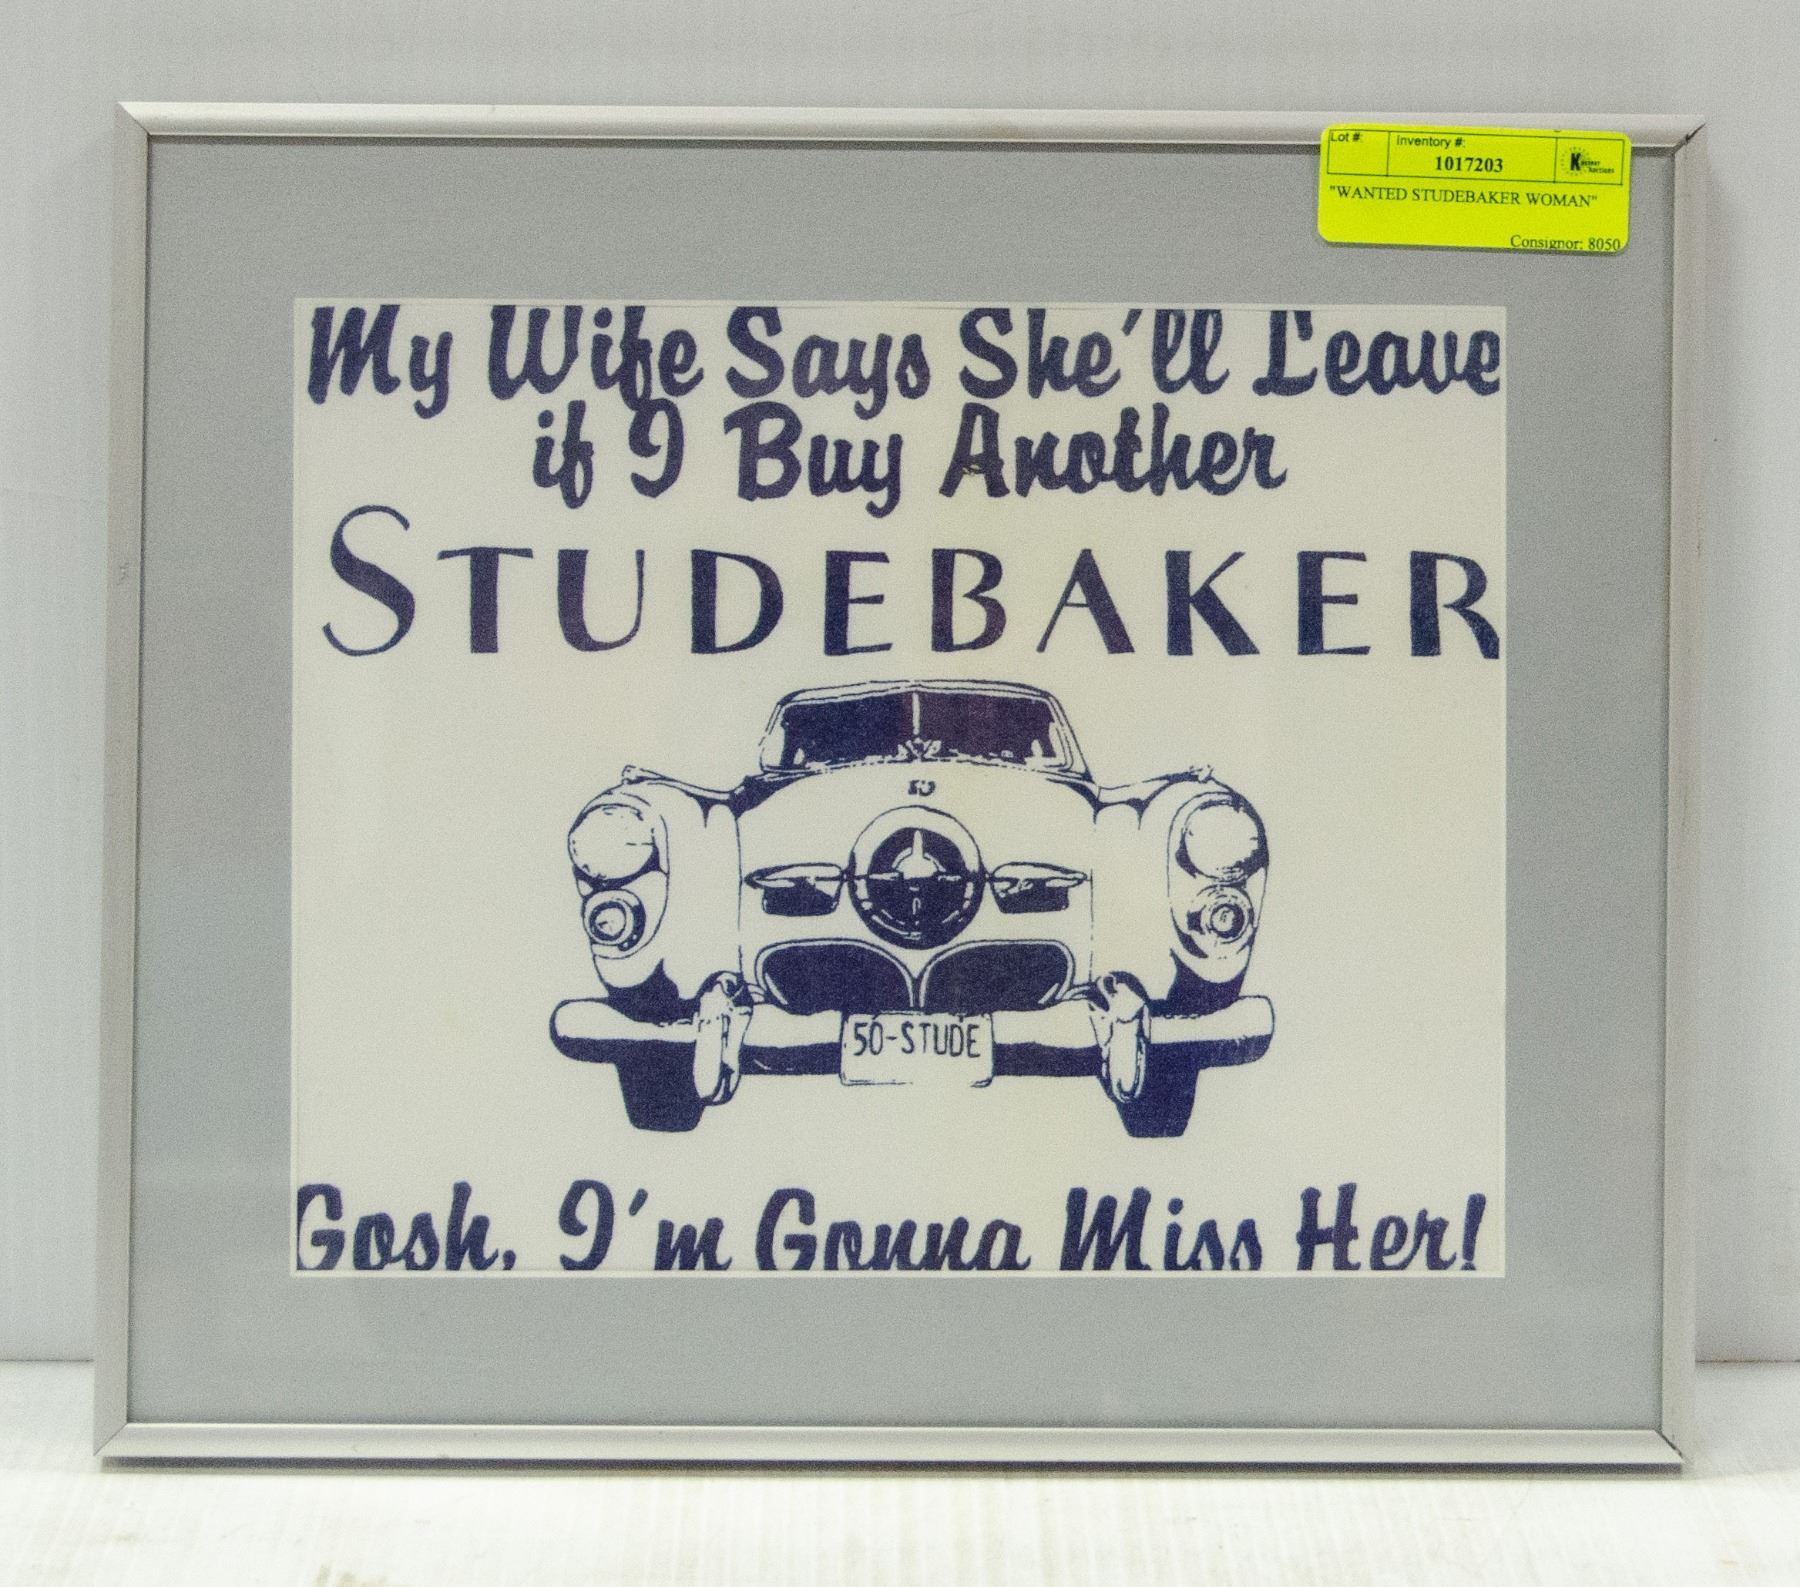 Lot #: Inventory #:
1017203
"WANTED STUDEBAKER WOMAN"
Consignor: 8050
My Wife Says She'll Leave
if I Buy Another
STUDEBAKER
50-STUDE
Gosh, I'm Gonna Miss Her!